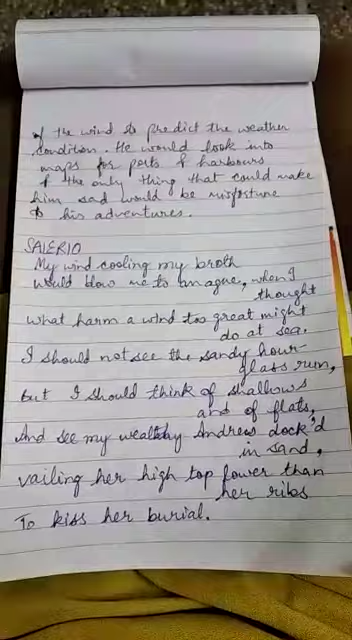 of the wind to predict the weather
condition. He would look into
maps for ports & harbours
& the only thing that could make
him sad would be misfortune
to his adventures.
SALERIO
My wind cooling my broth
would blow me to an ague, when I
thought
what harm a wind too great might
do at sea.
I should not see the sandy hour-
glass run,
But I should think of shallows
and of flats,
And see my wealthy Andrew dock'd
in sand,
vailing her high top lower than
her ribs
To kiss her burial.